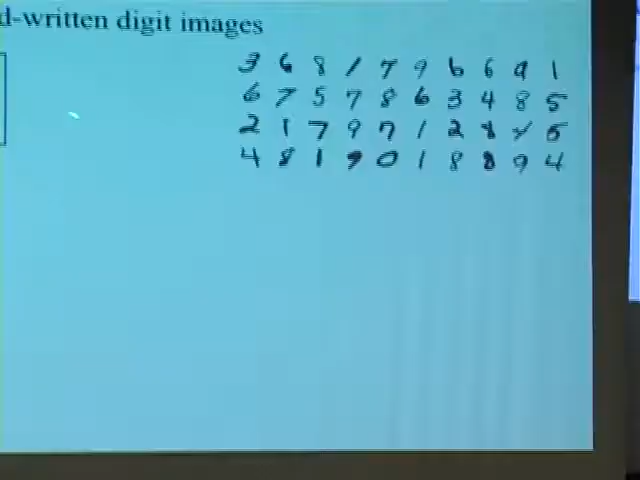 d-written digit images
3 6 8 1 7 9 6 6 9 1
6 7 5 7 8 6 3 4 8 5
2 1 7 9 7 1 2 8 5
4 8 1 9 0 1 8 8 9 4